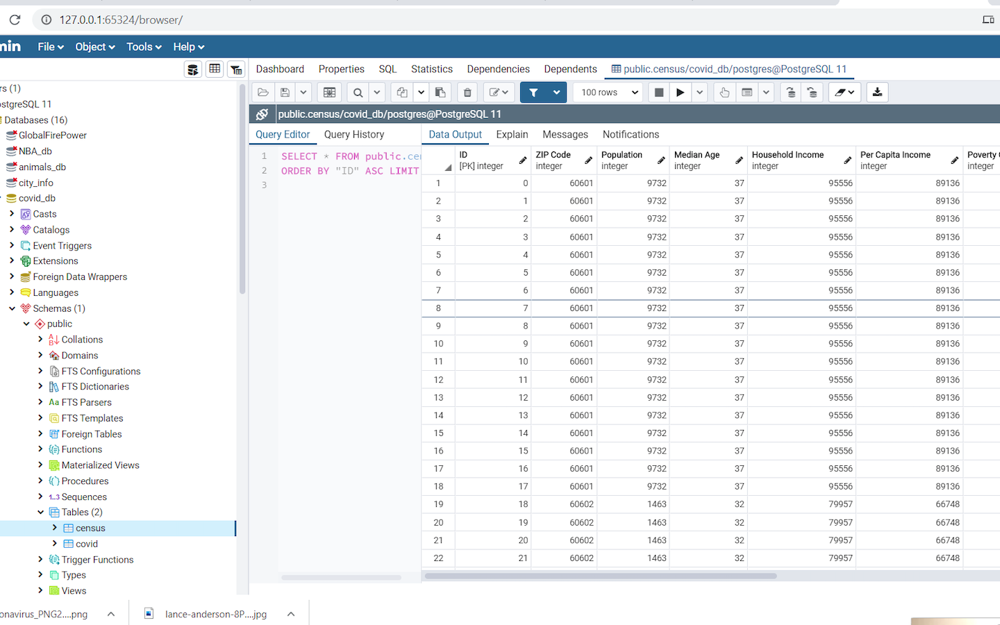 127.0.0.1:65324/browser/
min File Object Tools Help
Dashboard Properties SQL Statistics Dependencies Dependents public.census/covid_db/postgres@PostgreSQL 11
100 rows
public.census/covid_db/postgres@PostgreSQL 11
Query Editor Query History
1 SELECT * FROM public.cen
2 ORDER BY "ID" ASC LIMIT
3
rs (1)
ostgreSQL 11
Databases (16)
GlobalFirePower
NBA_db
animals_db
city_info
covid_db
Casts
Catalogs
Event Triggers
Extensions
Foreign Data Wrappers
Languages
Schemas (1)
public
Collations
Domains
FTS Configurations
FTS Dictionaries
Aa FTS Parsers
FTS Templates
Foreign Tables
Functions
Materialized Views
Procedures
1..3 Sequences
Tables (2)
census
covid
Trigger Functions
Types
Views
Data Output Explain Messages Notifications
ID ZIP Code Population Median Age Household Income Per Capita Income Poverty
[PK] integer integer integer integer integer integer integer
1 0 60601 9732 37 95556 89136
2 1 60601 9732 37 95556 89136
3 2 60601 9732 37 95556 89136
4 3 60601 9732 37 95556 89136
5 4 60601 9732 37 95556 89136
6 5 60601 9732 37 95556 89136
7 6 60601 9732 37 95556 89136
8 7 60601 9732 37 95556 89136
9 8 60601 9732 37 95556 89136
10 9 60601 9732 37 95556 89136
11 10 60601 9732 37 95556 89136
12 11 60601 9732 37 95556 89136
13 12 60601 9732 37 95556 89136
14 13 60601 9732 37 95556 89136
15 14 60601 9732 37 95556 89136
16 15 60601 9732 37 95556 89136
17 16 60601 9732 37 95556 89136
18 17 60601 9732 37 95556 89136
19 18 60602 1463 32 79957 66748
20 19 60602 1463 32 79957 66748
21 20 60602 1463 32 79957 66748
22 21 60602 1463 32 79957 66748
onavirus_PNG2....png lance-anderson-8P....jpg